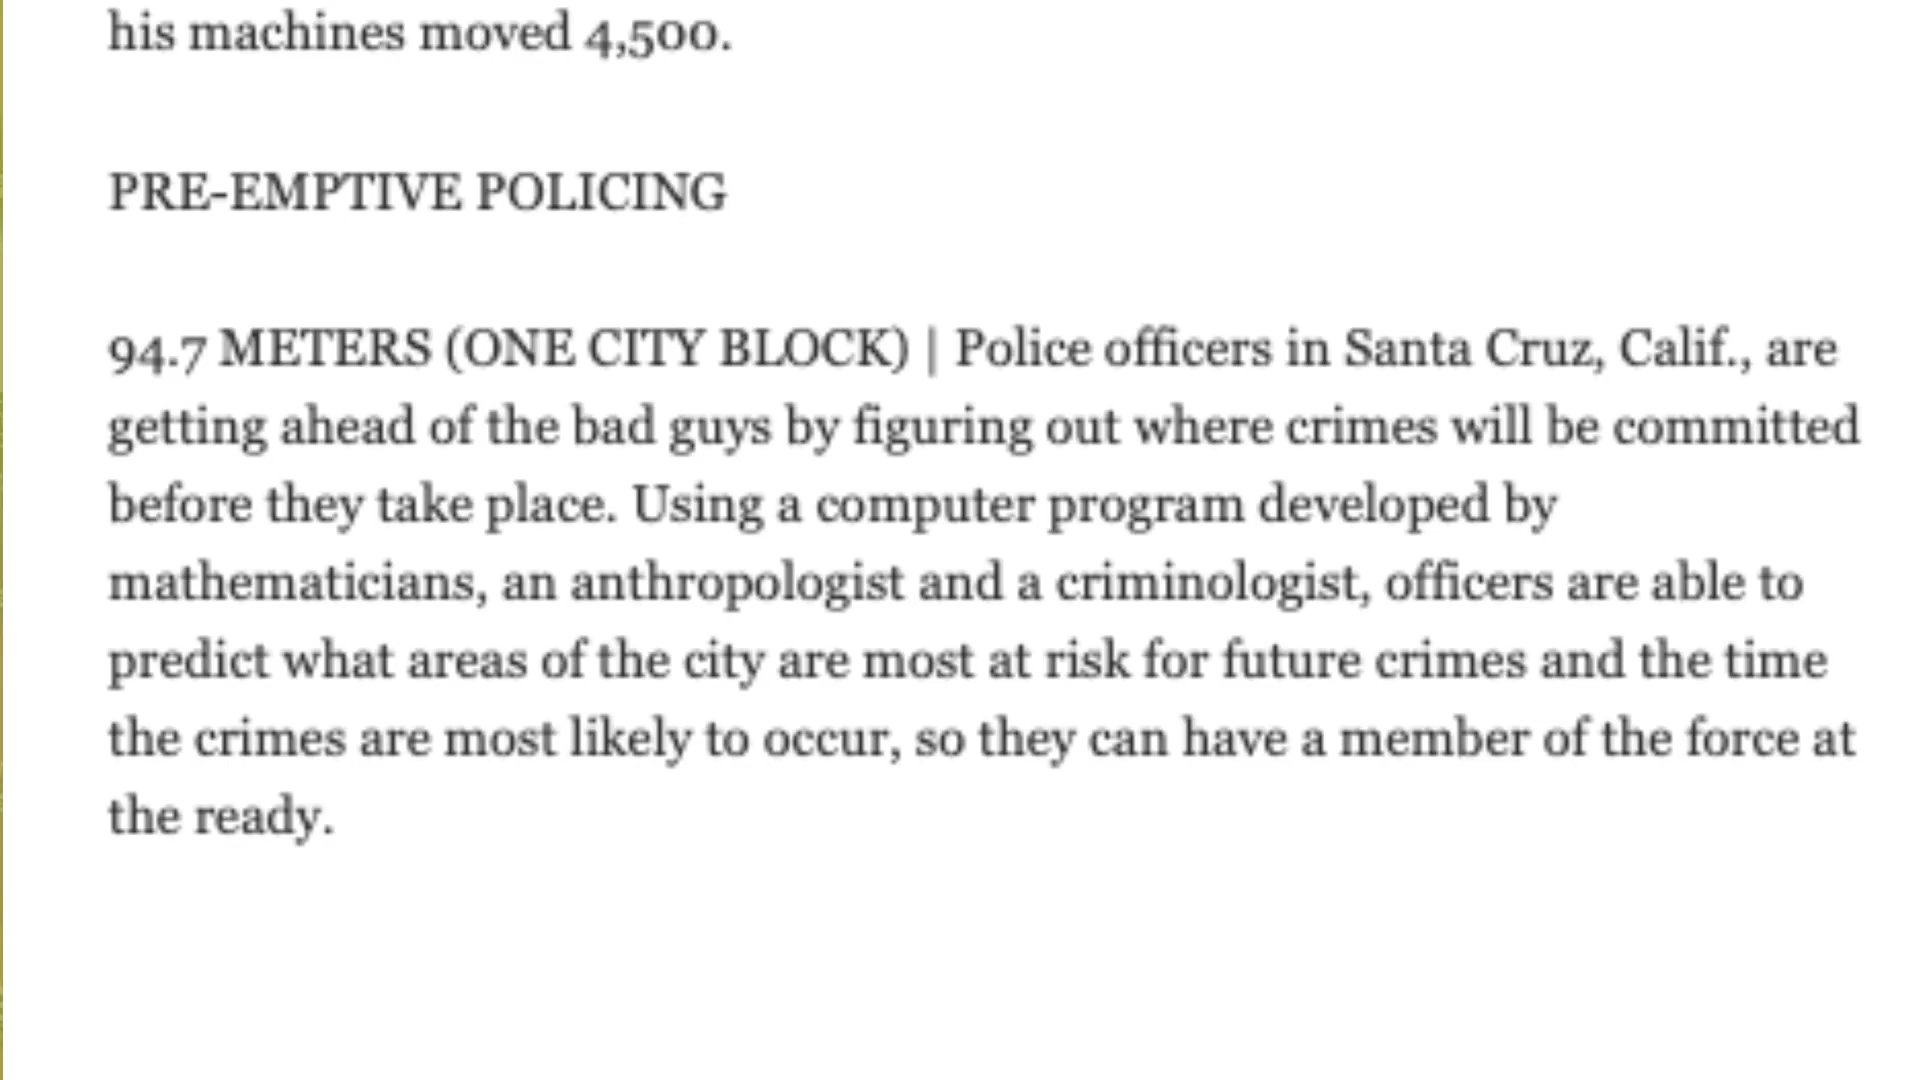 his machines moved 4,500.
PRE-EMPTIVE POLICING
94.7 METERS (ONE CITY BLOCK) | Police officers in Santa Cruz, Calif., are
getting ahead of the bad guys by figuring out where crimes will be committed
before they take place. Using a computer program developed by
mathematicians, an anthropologist and a criminologist, officers are able to
predict what areas of the city are most at risk for future crimes and the time
the crimes are most likely to occur, so they can have a member of the force at
the ready.